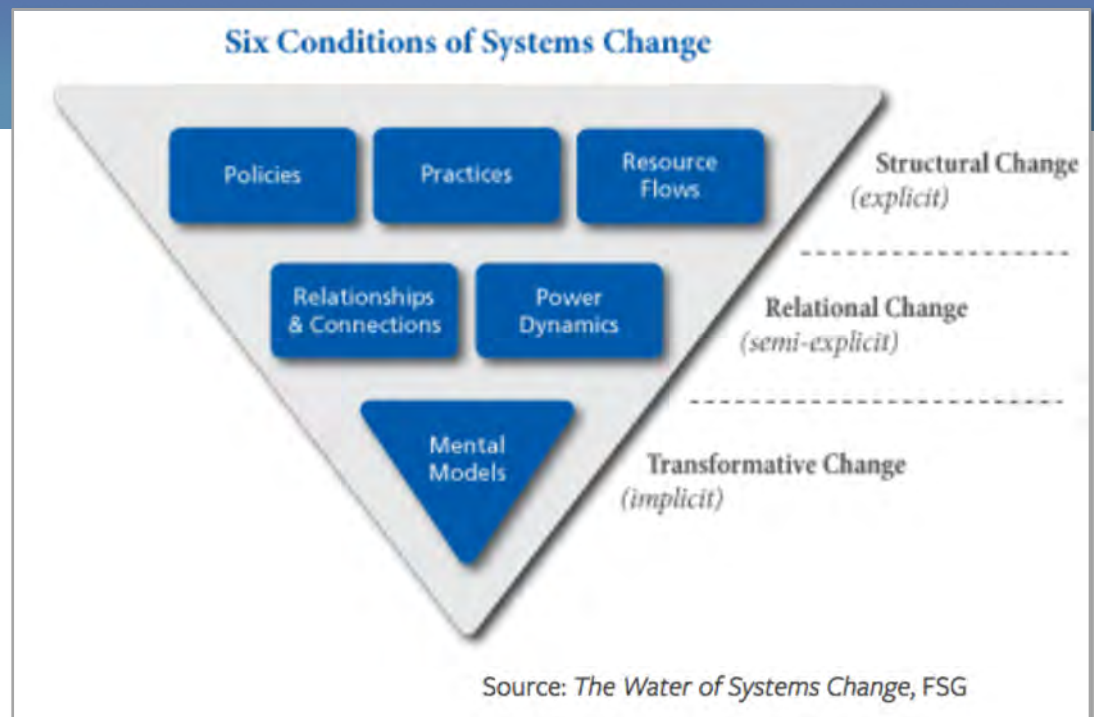 Six Conditions of Systems Change
Policies
Practices
Resource
Flows
Structural Change
(explicit)
Relationships
& Connections
Power
Dynamics
Relational Change
(semi-explicit)
Mental
Models
Transformative Change
(implicit)
Source: The Water of Systems Change, FSG